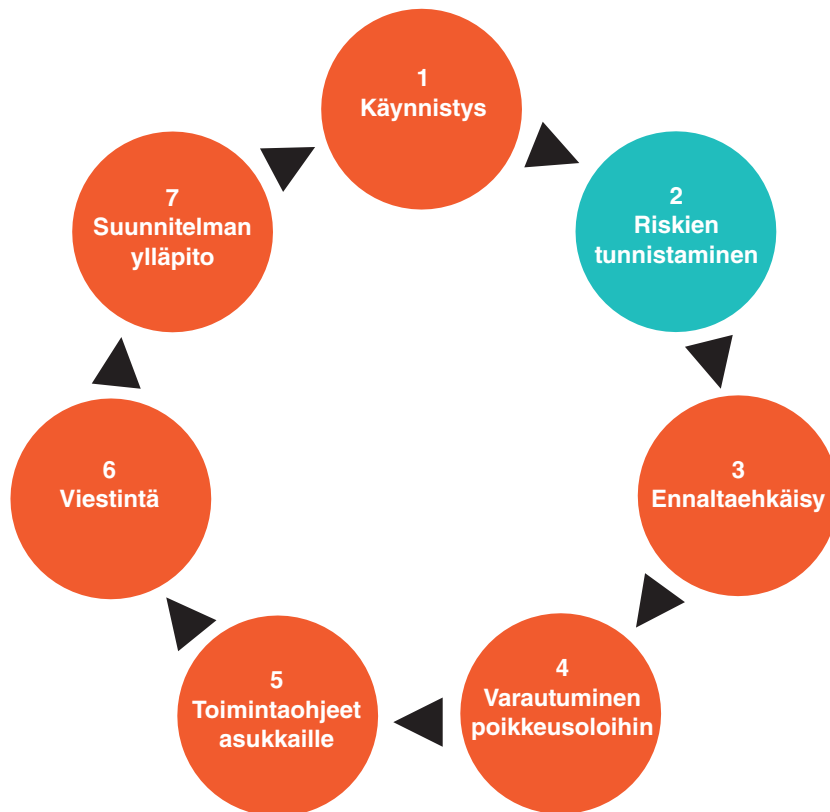 1
Käynnistys
2
Riskien
tunnistaminen
3
Ennaltaehkäisy
4
Varautuminen
poikkeusoloihin
5
Toimintaohjeet
asukkaille
6
Viestintä
7
Suunnitelman
ylläpito